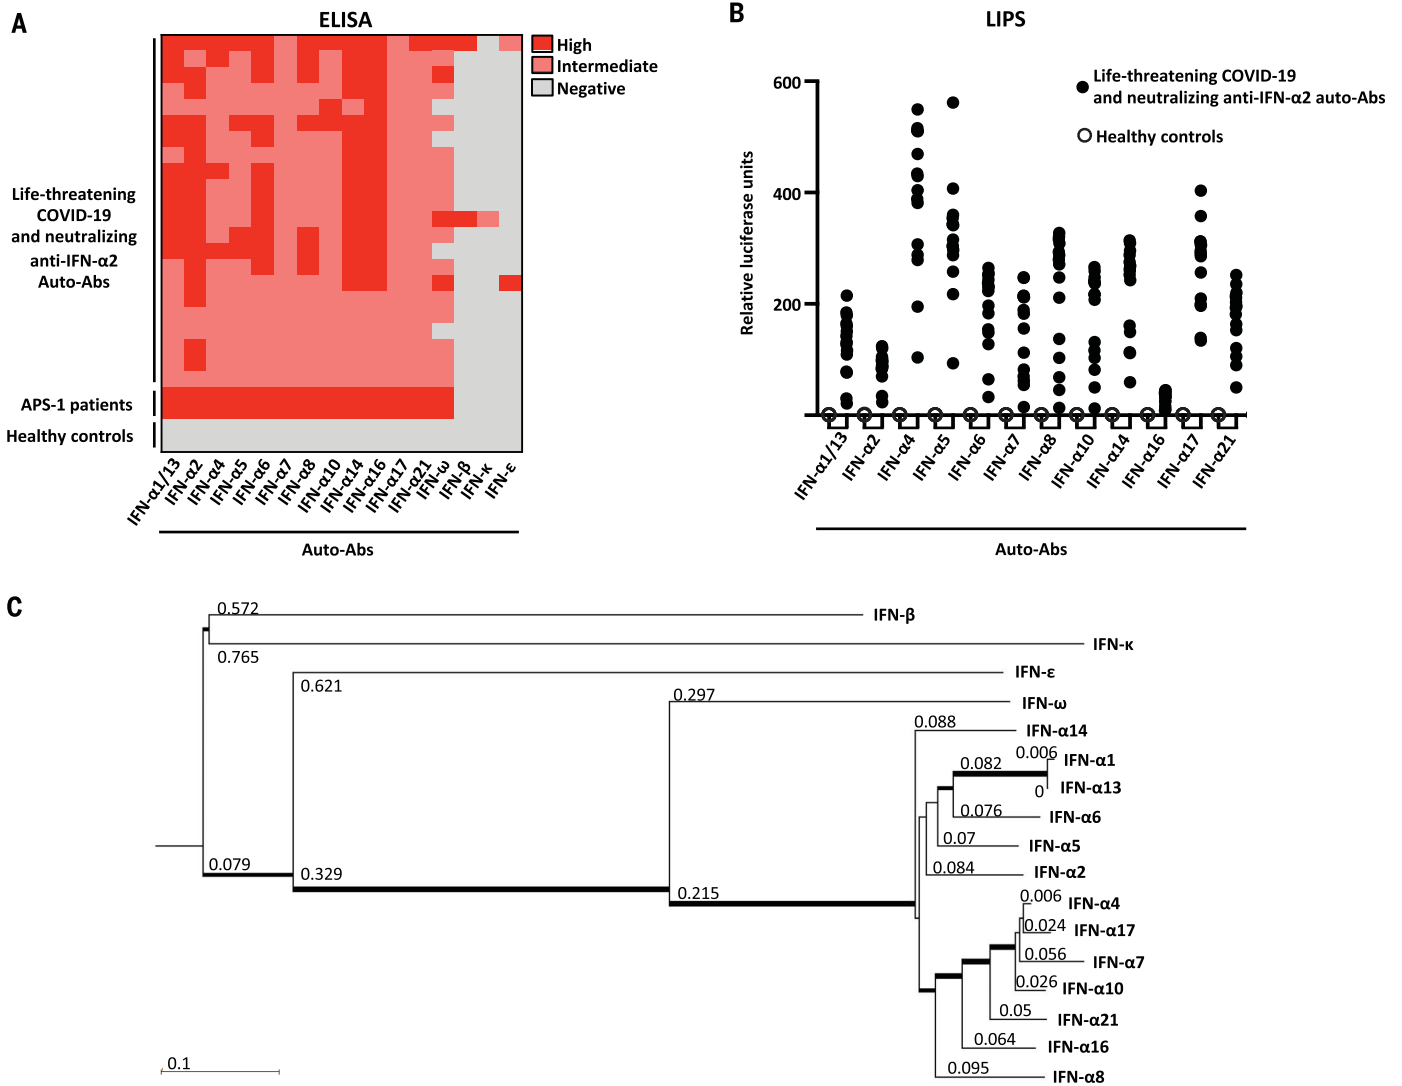 A
ELISA
High
Intermediate
Negative
Life-threatening
COVID-19
and neutralizing
anti-IFN-α2
Auto-Abs
APS-1 patients
Healthy controls
IFN-α1/13
IFN-α2
IFN-α4
IFN-α5
IFN-α6
IFN-α7
IFN-α8
IFN-α10
IFN-α14
IFN-α16
IFN-α17
IFN-α21
IFN-ω
IFN-β
IFN-κ
IFN-ε
Auto-Abs
B
LIPS
Relative luciferase units
600
400
200
Life-threatening COVID-19
and neutralizing anti-IFN-α2 auto-Abs
Healthy controls
IFN-α1/13
IFN-α2
IFN-α4
IFN-α5
IFN-α6
IFN-α7
IFN-α8
IFN-α10
IFN-α14
IFN-α16
IFN-α17
IFN-α21
Auto-Abs
C
0.572
IFN-β
IFN-κ
0.765
IFN-ε
0.621
0.297
IFN-ω
0.088
IFN-α14
0.006
IFN-α1
0.082
IFN-α13
0
0.076
IFN-α6
0.07
IFN-α5
0.084
IFN-α2
0.079
0.329
0.215
0.006
IFN-α4
0.024
IFN-α17
0.056
IFN-α7
0.026
IFN-α10
0.05
IFN-α21
0.064
IFN-α16
0.095
IFN-α8
0.1